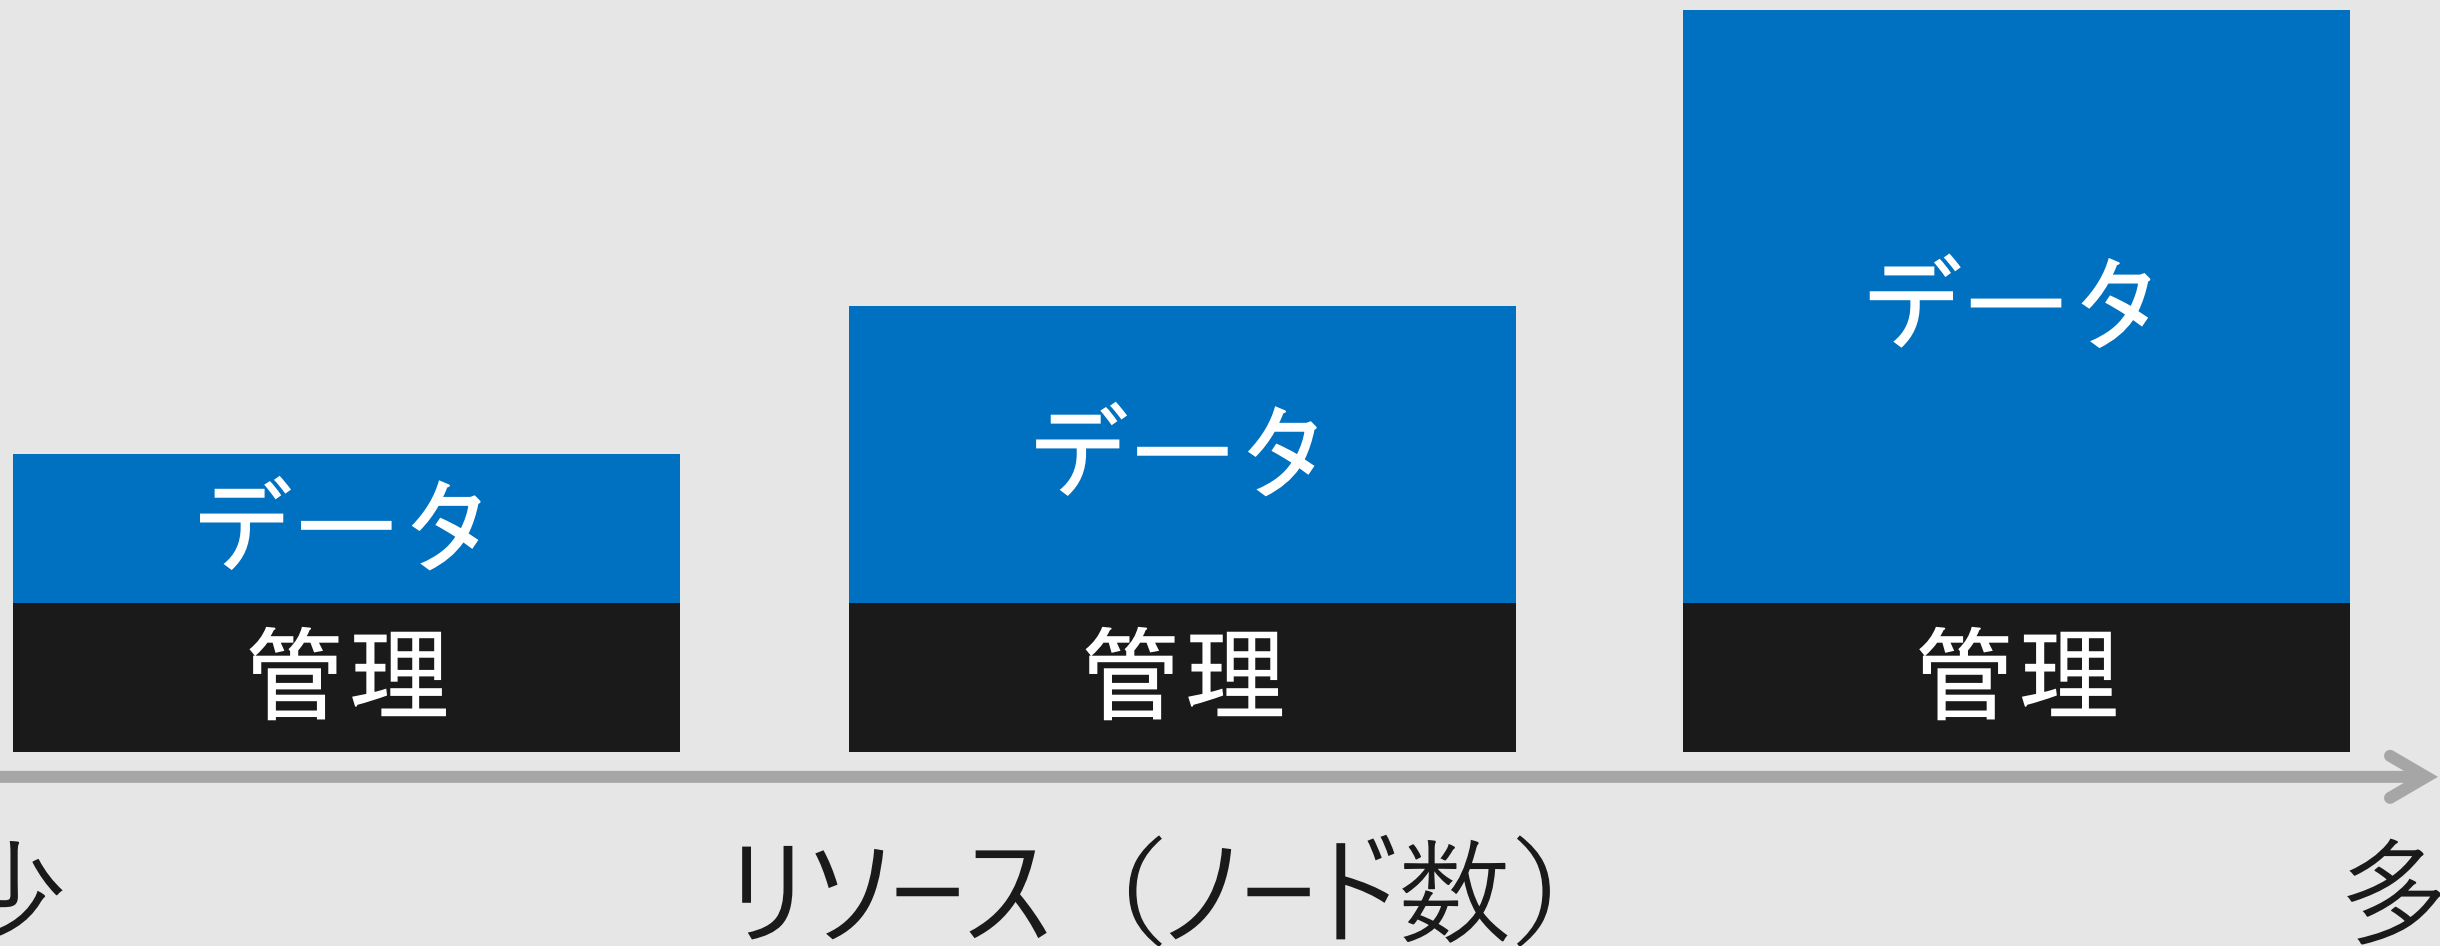 データ
データ
データ
管理
管理
管理
少
リソース（ノード数）
多